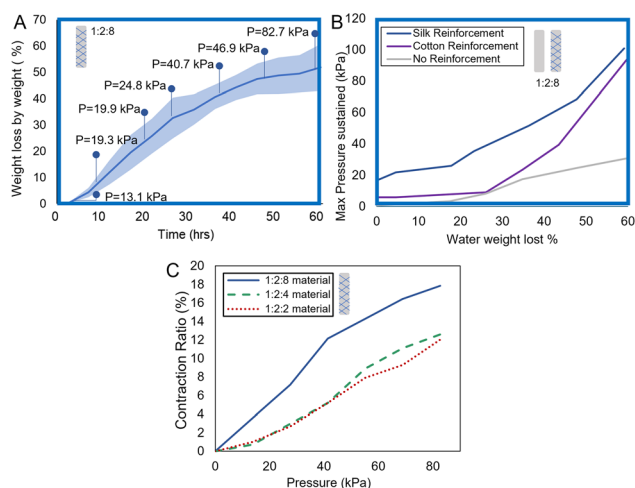 A
70
60
50
40
30
20
10
0
Weight loss by weight ( %)
1:2:8
P=82.7 kPa
P=46.9 kPa
P=40.7 kPa
P=24.8 kPa
P=19.9 kPa
P=19.3 kPa
P=13.1 kPa
0 10 20 30 40 50 60
Time (hrs)
B
120
100
80
60
40
20
0
Max Pressure sustained (kPa)
Silk Reinforcement
Cotton Reinforcement
No Reinforcement
1:2:8
0 10 20 30 40 50 60
Water weight lost %
C
20
18
16
14
12
10
8
6
4
2
0
Contraction Ratio (%)
1:2:8 material
1:2:4 material
1:2:2 material
0 20 40 60 80 100
Pressure (kPa)